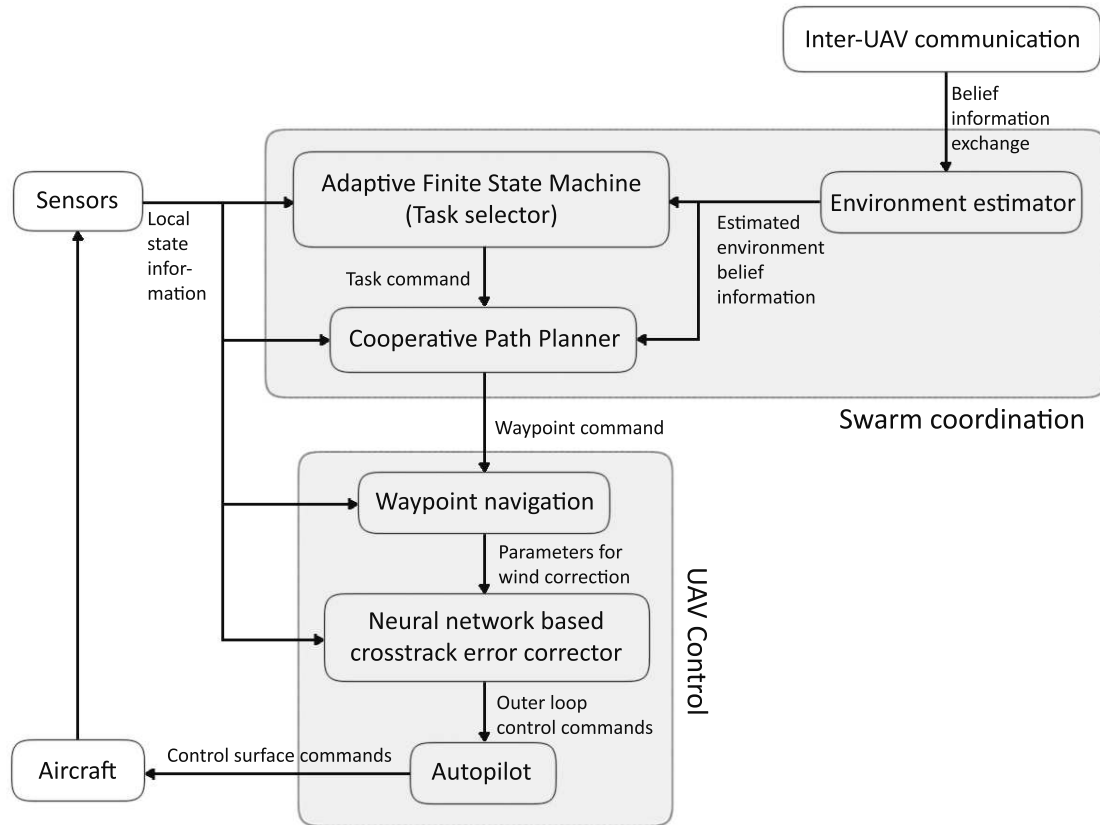 Inter-UAV communication
Belief
information
exchange
Adaptive Finite State Machine
(Task selector)
Sensors
Environment estimator
Local
state
infor-
mation
Estimated
environment
belief
information
Task command
Cooperative Path Planner
Swarm coordination
Waypoint command
Waypoint navigation
Parameters for
wind correction
UAV Control
Neural network based
crosstrack error corrector
Outer loop
control commands
Control surface commands
Aircraft
Autopilot